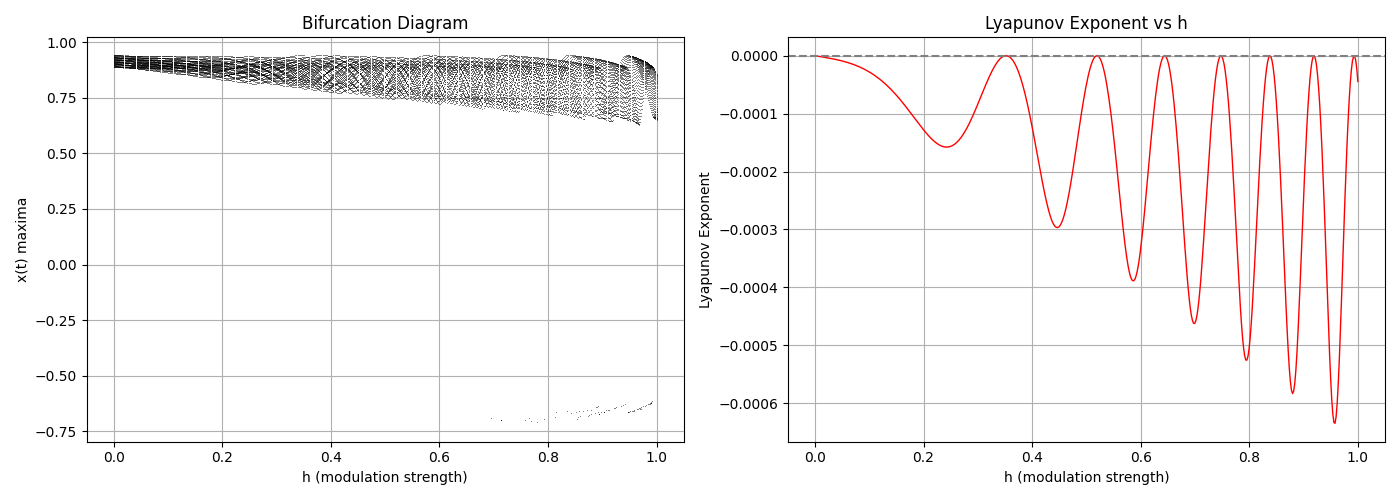 Bifurcation Diagram
x(t) maxima
1.00
0.75
0.50
0.25
0.00
−0.25
−0.50
−0.75
0.0 0.2 0.4 0.6 0.8 1.0
h (modulation strength)
Lyapunov Exponent vs h
Lyapunov Exponent
0.0000
−0.0001
−0.0002
−0.0003
−0.0004
−0.0005
−0.0006
0.0 0.2 0.4 0.6 0.8 1.0
h (modulation strength)